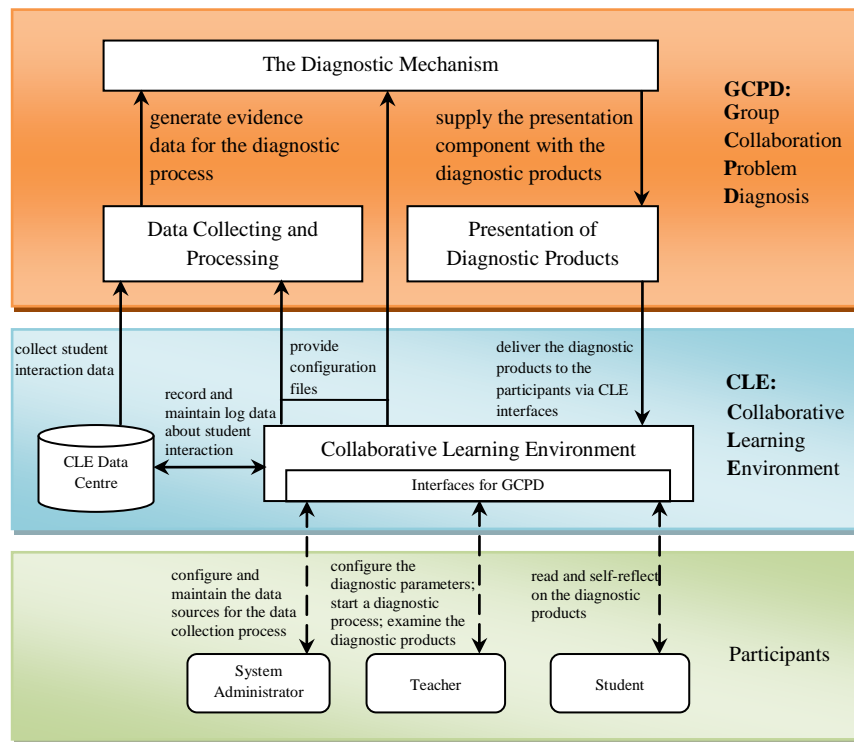 The Diagnostic Mechanism
generate evidence
data for the diagnostic
process
supply the presentation
component with the
diagnostic products
GCPD:
Group
Collaboration
Problem
Diagnosis
Data Collecting and
Processing
Presentation of
Diagnostic Products
collect student
interaction data
provide
configuration
files
deliver the diagnostic
products to the
participants via CLE
interfaces
record and
maintain log data
about student
interaction
CLE:
Collaborative
Learning
Environment
CLE Data
Centre
Collaborative Learning Environment
Interfaces for GCPD
configure and
maintain the data
sources for the data
collection process
configure the
diagnostic parameters;
start a diagnostic
process; examine the
diagnostic products
read and self-reflect
on the diagnostic
products
System
Administrator
Teacher
Student
Participants